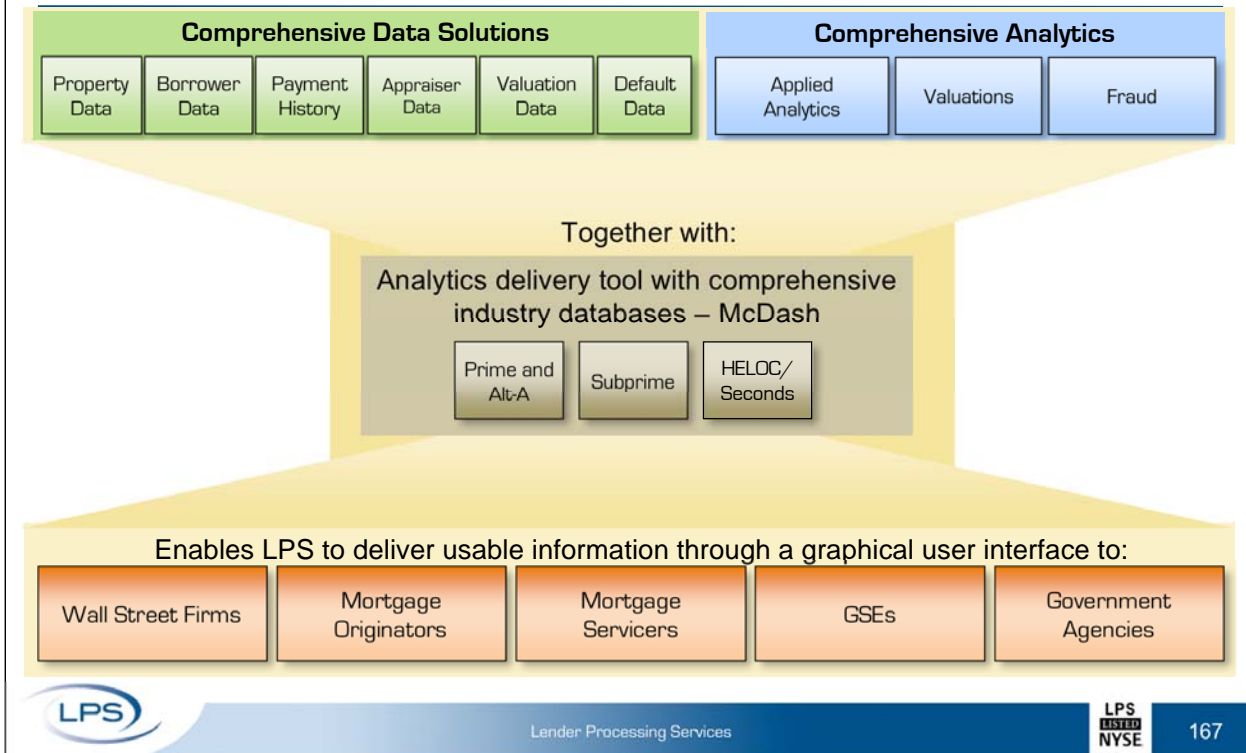 Comprehensive Data Solutions
Property
Data
Borrower
Data
Payment
History
Appraiser
Data
Valuation
Data
Default
Data
Comprehensive Analytics
Applied
Analytics
Valuations
Fraud
Together with:
Analytics delivery tool with comprehensive
industry databases – McDash
Prime and
Alt-A
Subprime
HELOC/
Seconds
Enables LPS to deliver usable information through a graphical user interface to:
Wall Street Firms
Mortgage
Originators
Mortgage
Servicers
GSEs
Government
Agencies
LPS
Lender Processing Services
LPS
LISTED
NYSE
167